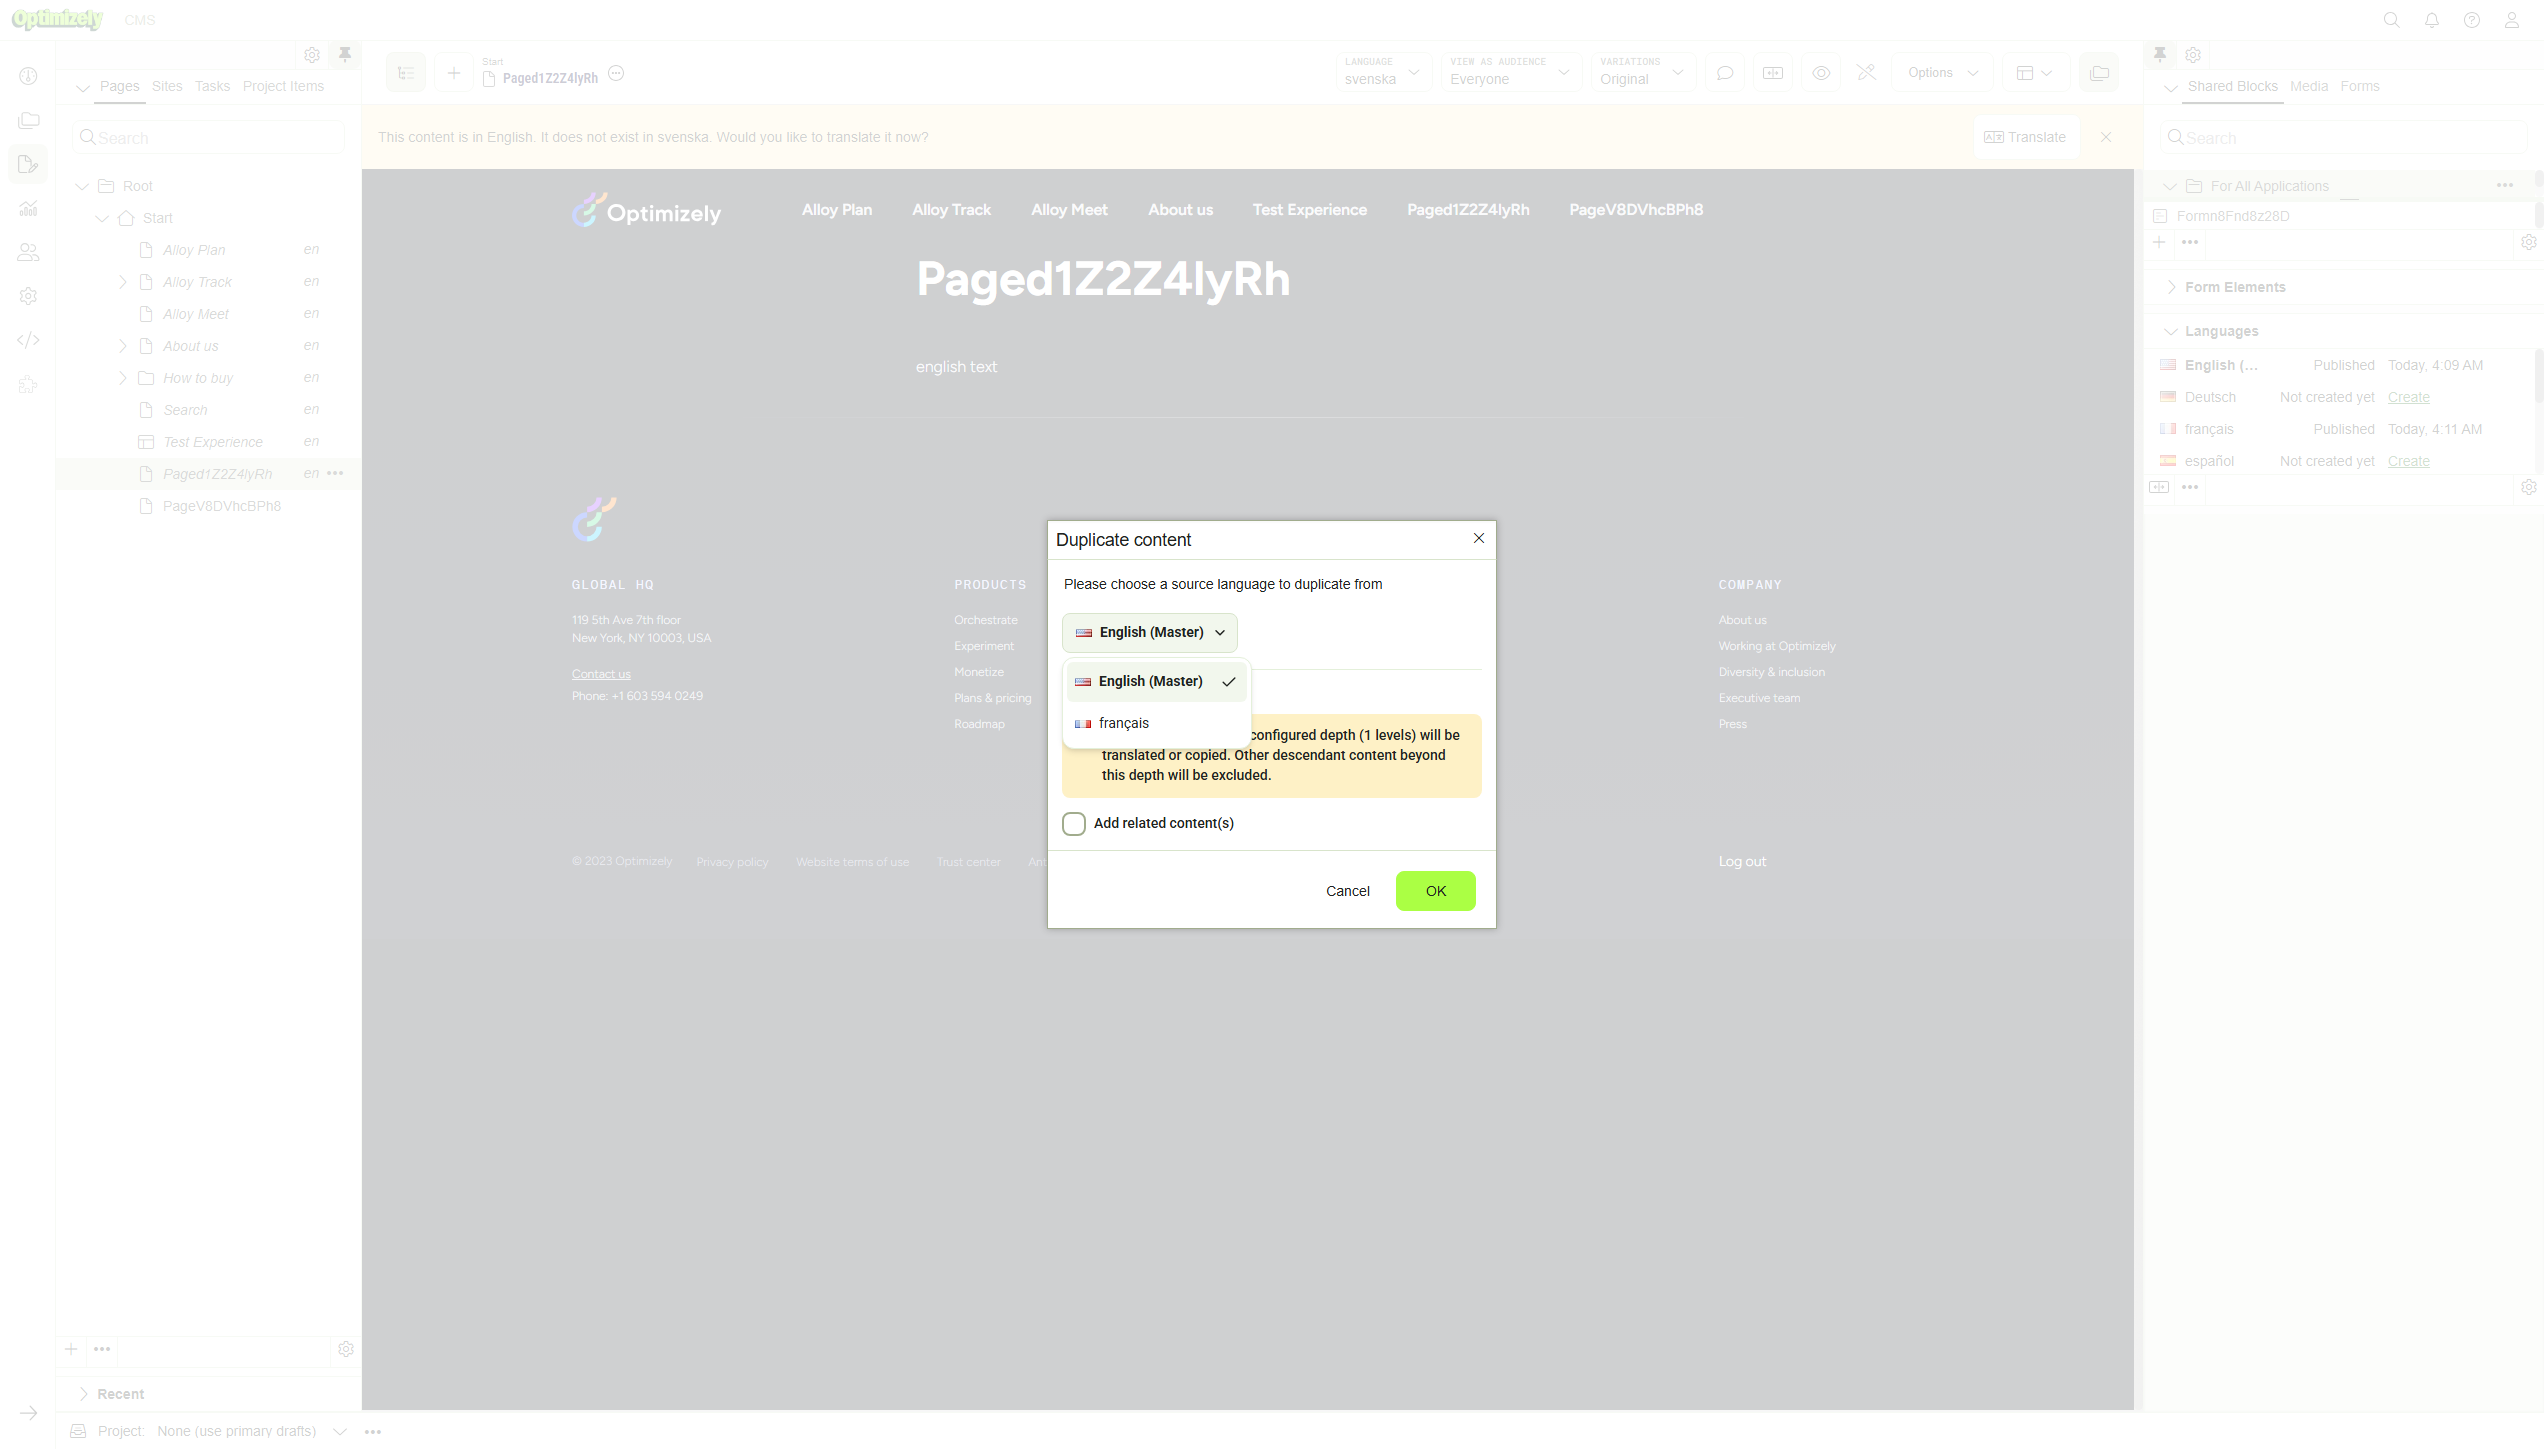 Optimizely CMS
Pages Sites Tasks Project Items
Search
Root
Start
Alloy Plan en
Alloy Track en
Alloy Meet en
About us en
How to buy en
Search en
Test Experience en
Paged1Z2Z4lyRh en
PageV8DVhcBPh8
Recent
Project: None (use primary drafts)
Start
Paged1Z2Z4lyRh
LANGUAGE
svenska
VIEW AS AUDIENCE
Everyone
VARIATIONS
Original
Options
This content is in English. It does not exist in svenska. Would you like to translate it now?
Translate
Optimizely
Alloy Plan Alloy Track Alloy Meet About us Test Experience Paged1Z2Z4lyRh PageV8DVhcBPh8
Paged1Z2Z4lyRh
english text
GLOBAL HQ
119 5th Ave 7th floor
New York, NY 10003, USA
Contact us
Phone: +1 603 594 0249
PRODUCTS
Orchestrate
Experiment
Monetize
Plans & pricing
Roadmap
COMPANY
About us
Working at Optimizely
Diversity & inclusion
Executive team
Press
© 2023 Optimizely Privacy policy Website terms of use Trust center Ant
Log out
Duplicate content
Please choose a source language to duplicate from
English (Master)
English (Master)
français
configured depth (1 levels) will be
translated or copied. Other descendant content beyond
this depth will be excluded.
Add related content(s)
Cancel OK
Shared Blocks Media Forms
Search
For All Applications
Formn8Fnd8z28D
Form Elements
Languages
English (... Published Today, 4:09 AM
Deutsch Not created yet Create
français Published Today, 4:11 AM
español Not created yet Create